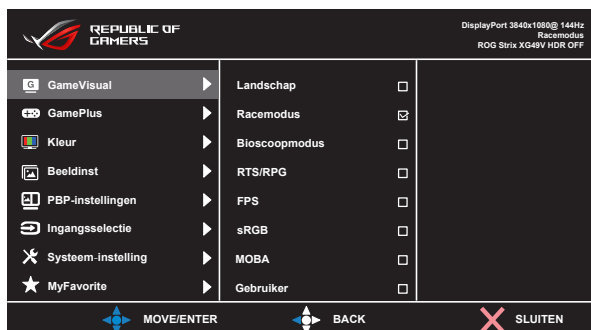 REPUBLIC OF
GAMERS
DisplayPort 3840x1080@ 144Hz
Racemodus
ROG Strix XG49V HDR OFF
G GameVisual
GamePlus
Kleur
Beeldinst
PBP-instellingen
Ingangsselectie
Systeem-instelling
MyFavorite
Landschap
Racemodus
Bioscoopmodus
RTS/RPG
FPS
sRGB
MOBA
Gebruiker
MOVE/ENTER
BACK
SLUITEN